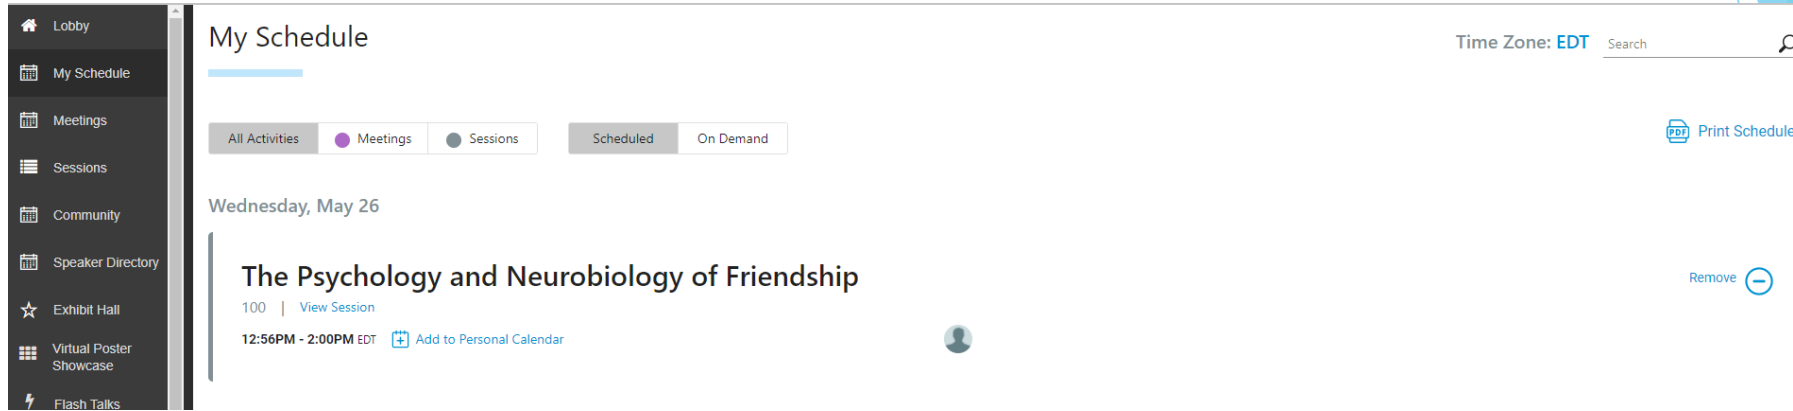 Lobby
My Schedule
Meetings
Sessions
Community
Speaker Directory
Exhibit Hall
Virtual Poster
Showcase
Flash Talks
My Schedule
Time Zone: EDT Search
All Activities Meetings Sessions Scheduled On Demand
PDF Print Schedule
Wednesday, May 26
The Psychology and Neurobiology of Friendship
Remove
100 | View Session
12:56PM - 2:00PM EDT Add to Personal Calendar